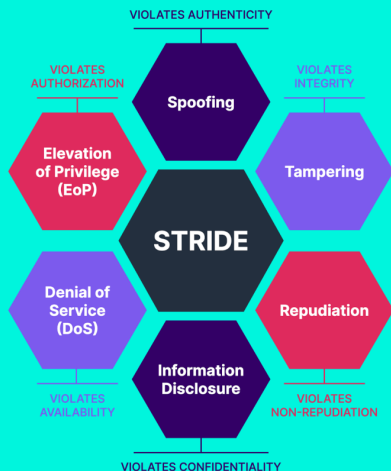 VIOLATES AUTHENTICITY
Spoofing
VIOLATES
INTEGRITY
Tampering
Repudiation
VIOLATES
NON-REPUDIATION
Information
Disclosure
VIOLATES CONFIDENTIALITY
Denial of
Service
(DoS)
VIOLATES
AVAILABILITY
VIOLATES
AUTHORIZATION
Elevation
of Privilege
(EoP)
STRIDE